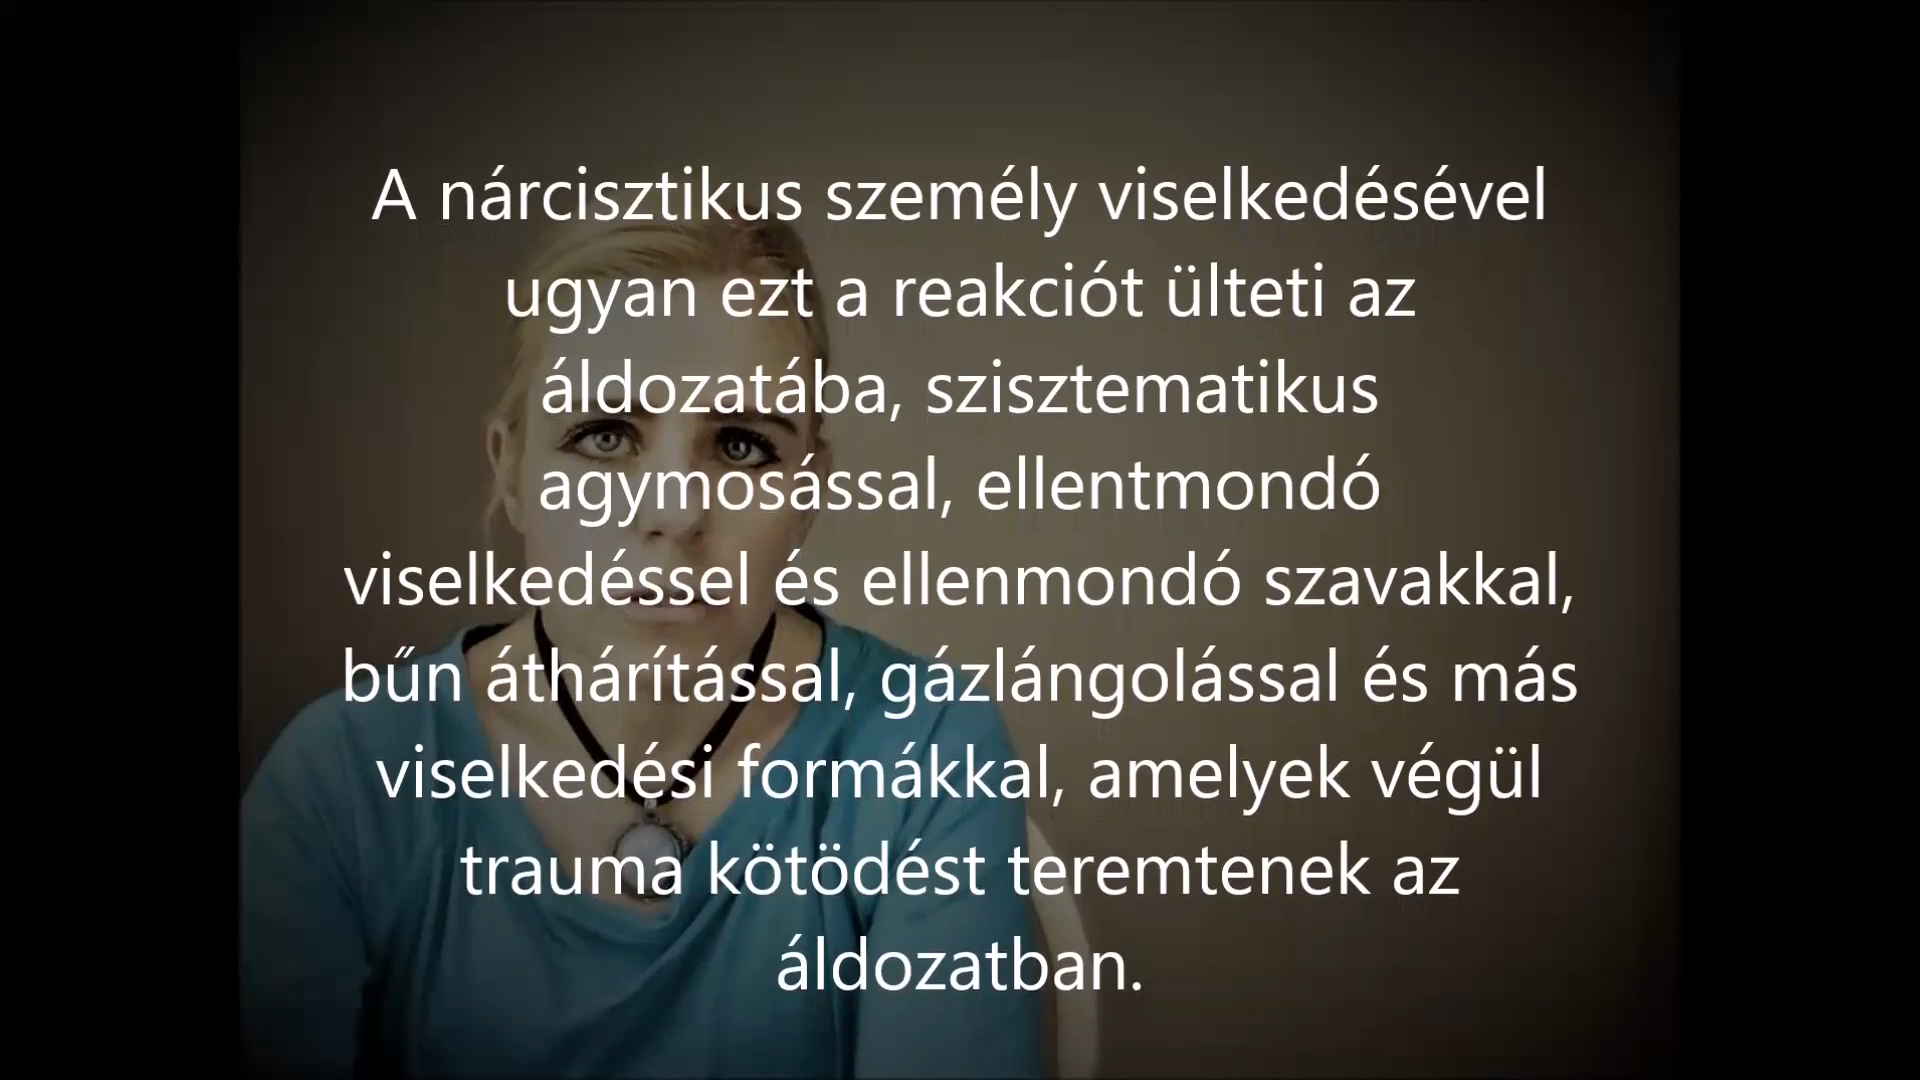 A nárcisztikus személy viselkedésével
ugyan ezt a reakciót ülteti az
áldozatába, szisztematikus
agymosással, ellentmondó
viselkedéssel és ellenmondó szavakkal,
bűn áthárítással, gázlángolással és más
viselkedési formákkal, amelyek végül
trauma kötödést teremtenek az
áldozatban.